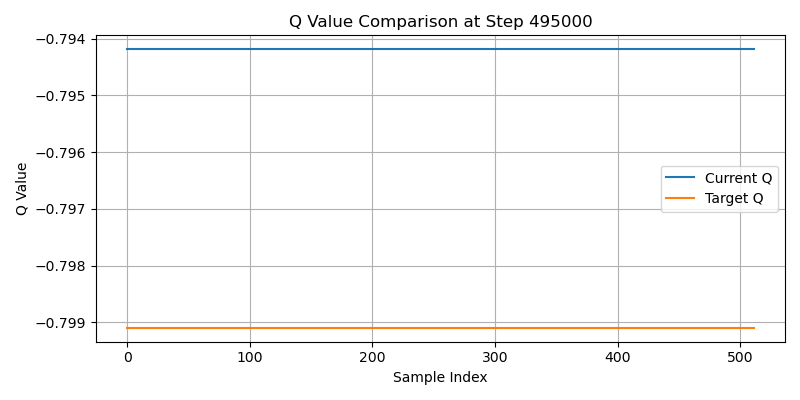 Q Value Comparison at Step 495000
−0.794
−0.795
−0.796
−0.797
−0.798
−0.799
Q Value
Current Q
Target Q
0 100 200 300 400 500
Sample Index